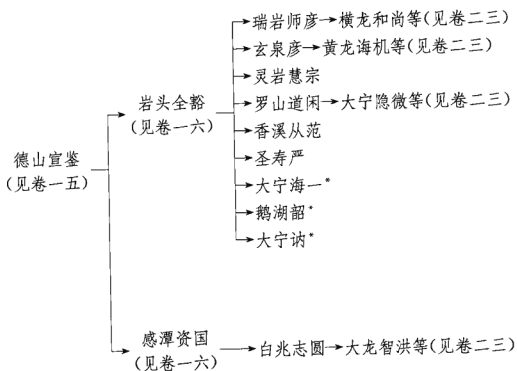 瑞岩师彦→横龙和尚等(见卷二三)
玄泉彦→黄龙诲机等(见卷二三)
灵岩慧宗
岩头全豁
(见卷一六)
罗山道闲→大宁隐微等(见卷二三)
香溪从范
圣寿严
德山宣鉴
(见卷一五)
大宁海一*
鹅湖韶*
大宁讷*
感潭资国
(见卷一六)
白兆志圆→大龙智洪等(见卷二三)